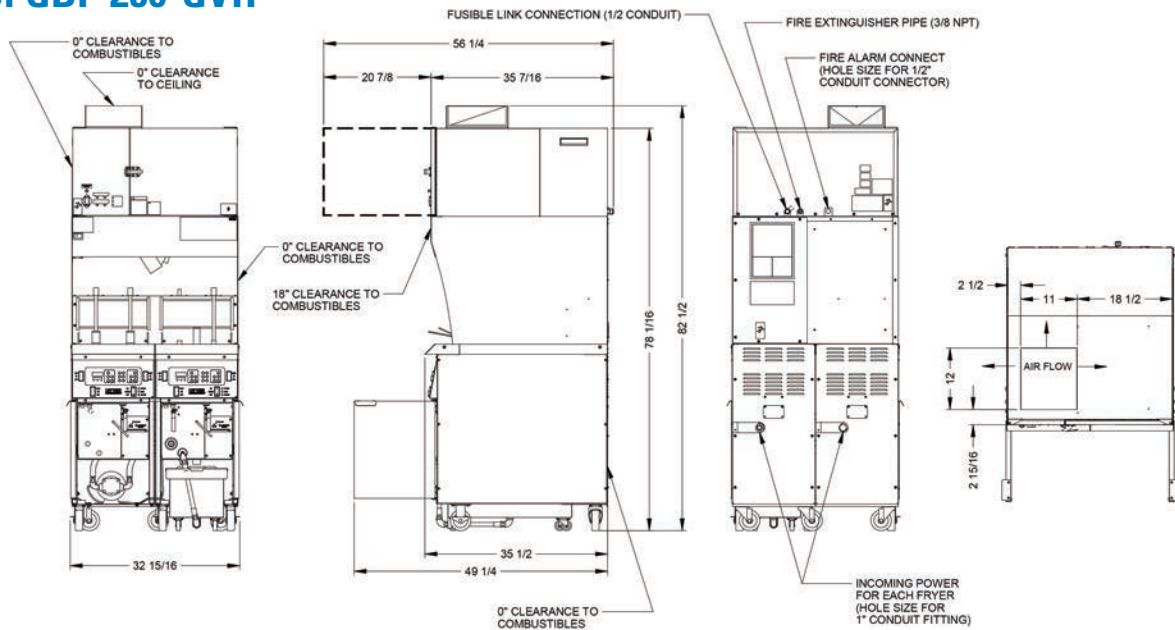 FUSIBLE LINK CONNECTION (1/2 CONDUIT)
FIRE EXTINGUISHER PIPE (3/8 NPT)
0" CLEARANCE TO
COMBUSTIBLES
56 1/4
FIRE ALARM CONNECT
(HOLE SIZE FOR 1/2"
CONDUIT CONNECTOR)
0" CLEARANCE
TO CEILING
20 7/8
35 7/16
0" CLEARANCE TO
COMBUSTIBLES
18" CLEARANCE TO
COMBUSTIBLES
78 1/16
82 1/2
2 1/2
11
18 1/2
AIR FLOW
12
2 15/16
32 15/16
35 1/2
49 1/4
0" CLEARANCE TO
COMBUSTIBLES
INCOMING POWER
FOR EACH FRYER
(HOLE SIZE FOR
1" CONDUIT FITTING)